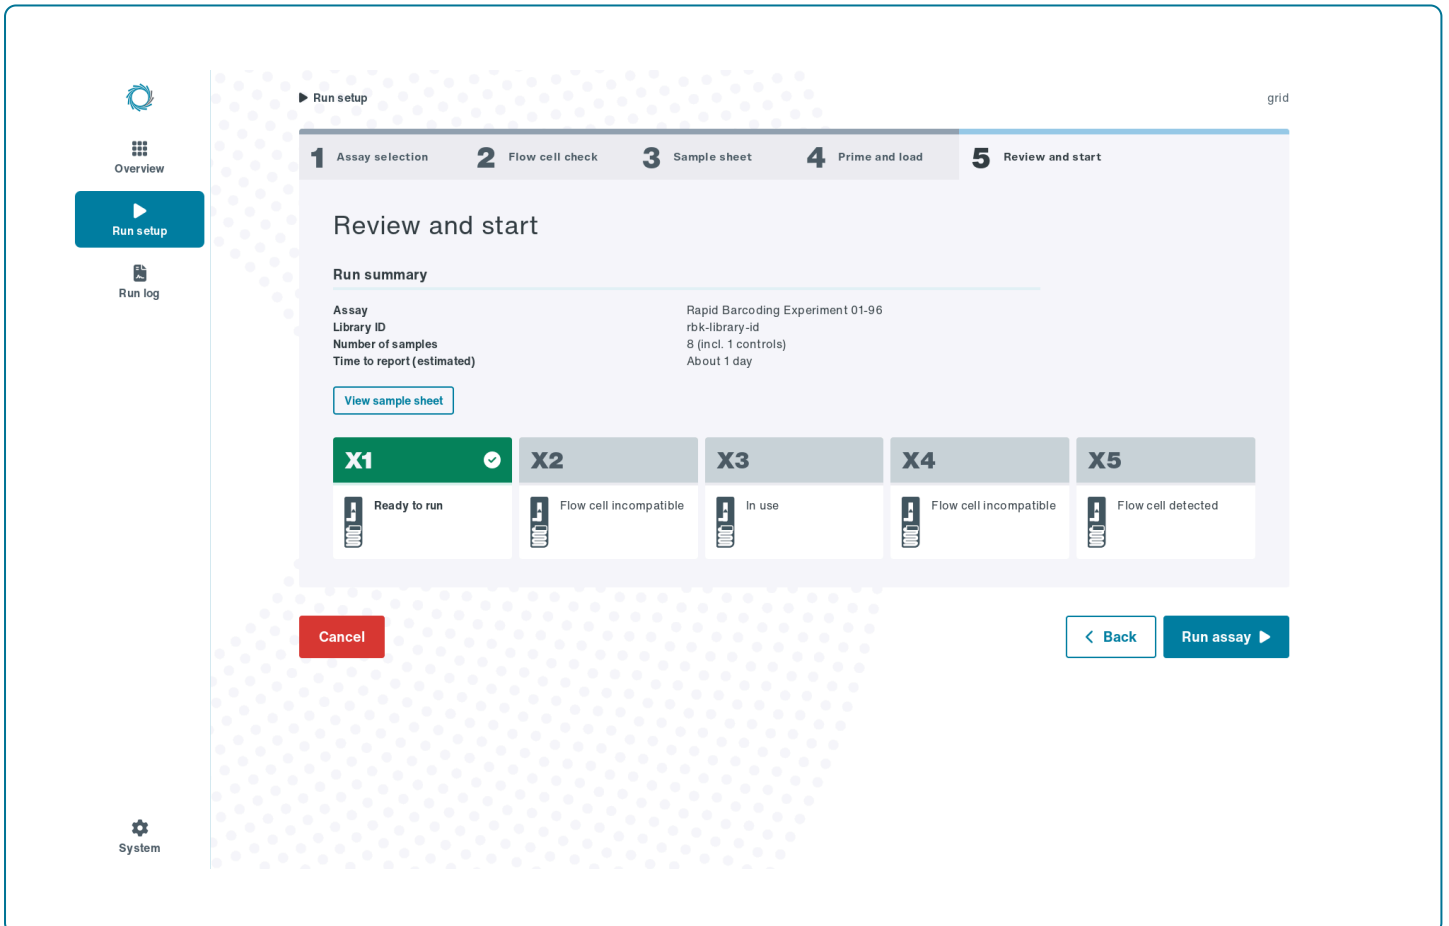 Run setup
grid
Overview
Run setup
Run log
System
1 Assay selection 2 Flow cell check 3 Sample sheet 4 Prime and load 5 Review and start
Review and start
Run summary
Assay Rapid Barcoding Experiment 01-96
Library ID rbk-library-id
Number of samples 8 (incl. 1 controls)
Time to report (estimated) About 1 day
View sample sheet
X1 X2 X3 X4 X5
Ready to run Flow cell incompatible In use Flow cell incompatible Flow cell detected
Cancel Back Run assay